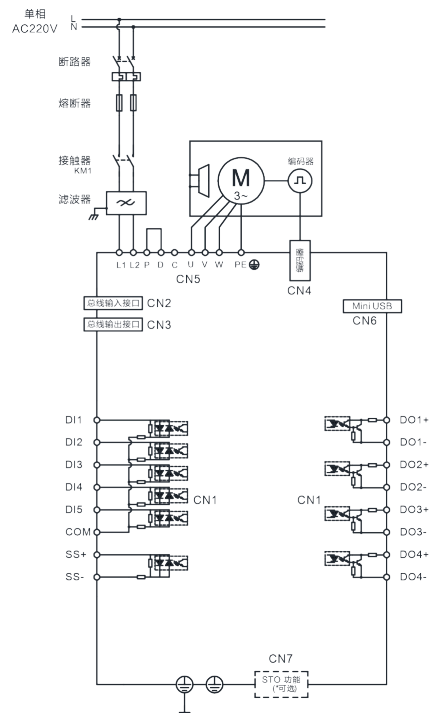 单相
AC220V
L
N
断路器
熔断器
接触器
KM1
滤波器
M
3~
编码器
L1 L2 P D C U V W PE
CN5
CN4
总线输入接口 CN2
总线输出接口 CN3
Mini USB
CN6
DI1
DI2
DI3
DI4
DI5
COM
SS+
SS-
CN1
CN1
DO1+
DO1-
DO2+
DO2-
DO3+
DO3-
DO4+
DO4-
CN7
STO 功能
(*可选)